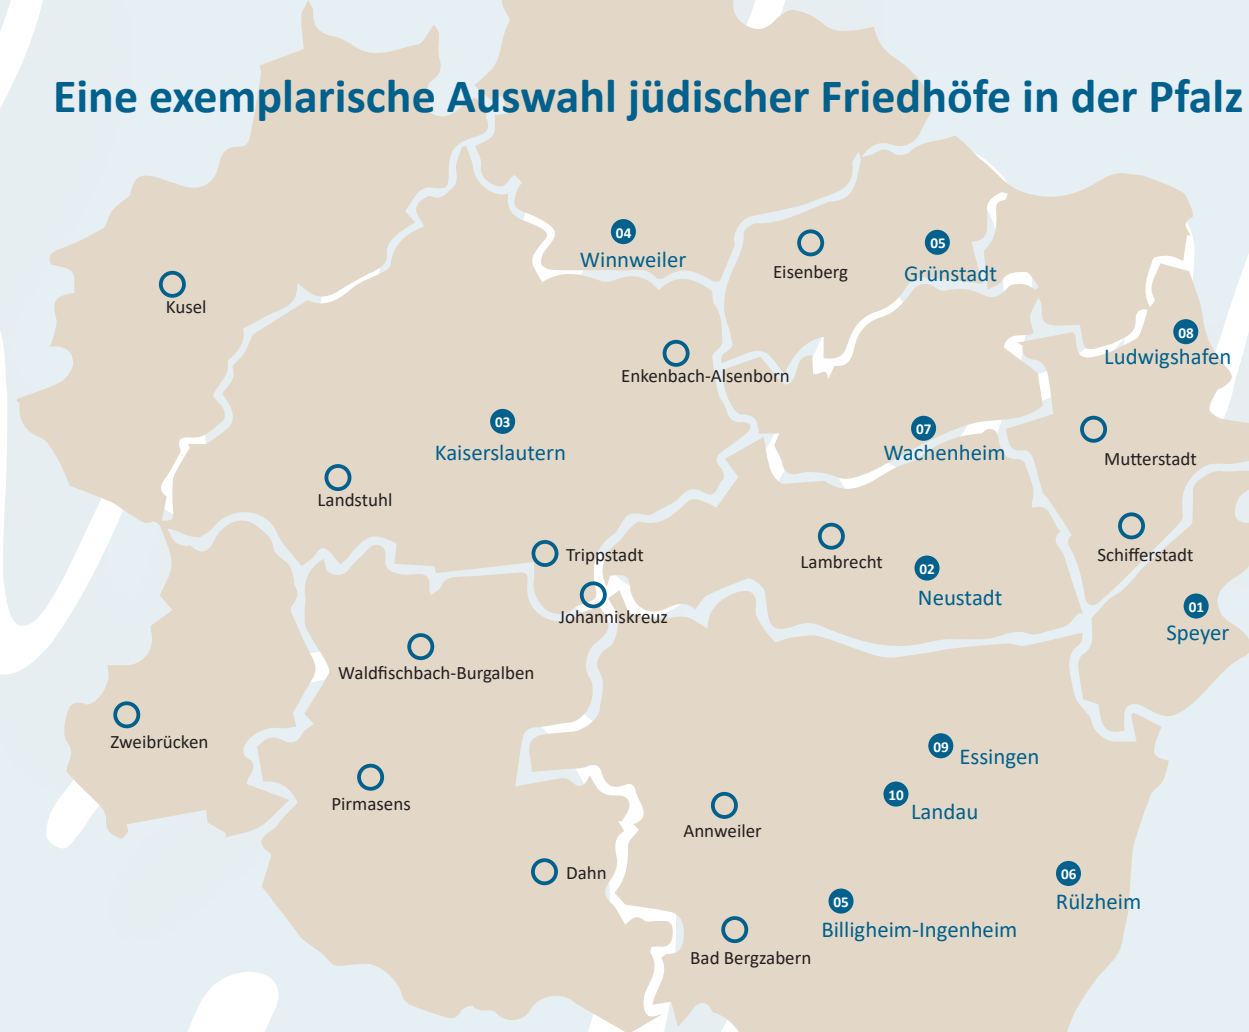 Eine exemplarische Auswahl jüdischer Friedhöfe in der Pfalz
04
Winnweiler
Eisenberg
05
Grünstadt
Kusel
08
Ludwigshafen
Enkenbach-Alsenborn
03
Kaiserslautern
07
Wachenheim
Mutterstadt
Landstuhl
Trippstadt
Lambrecht
02
Neustadt
Schifferstadt
01
Speyer
Johanniskreuz
Waldfischbach-Burgalben
Zweibrücken
09
Essingen
Pirmasens
10
Landau
Annweiler
Dahn
06
Rülzheim
05
Billigheim-Ingenheim
Bad Bergzabern